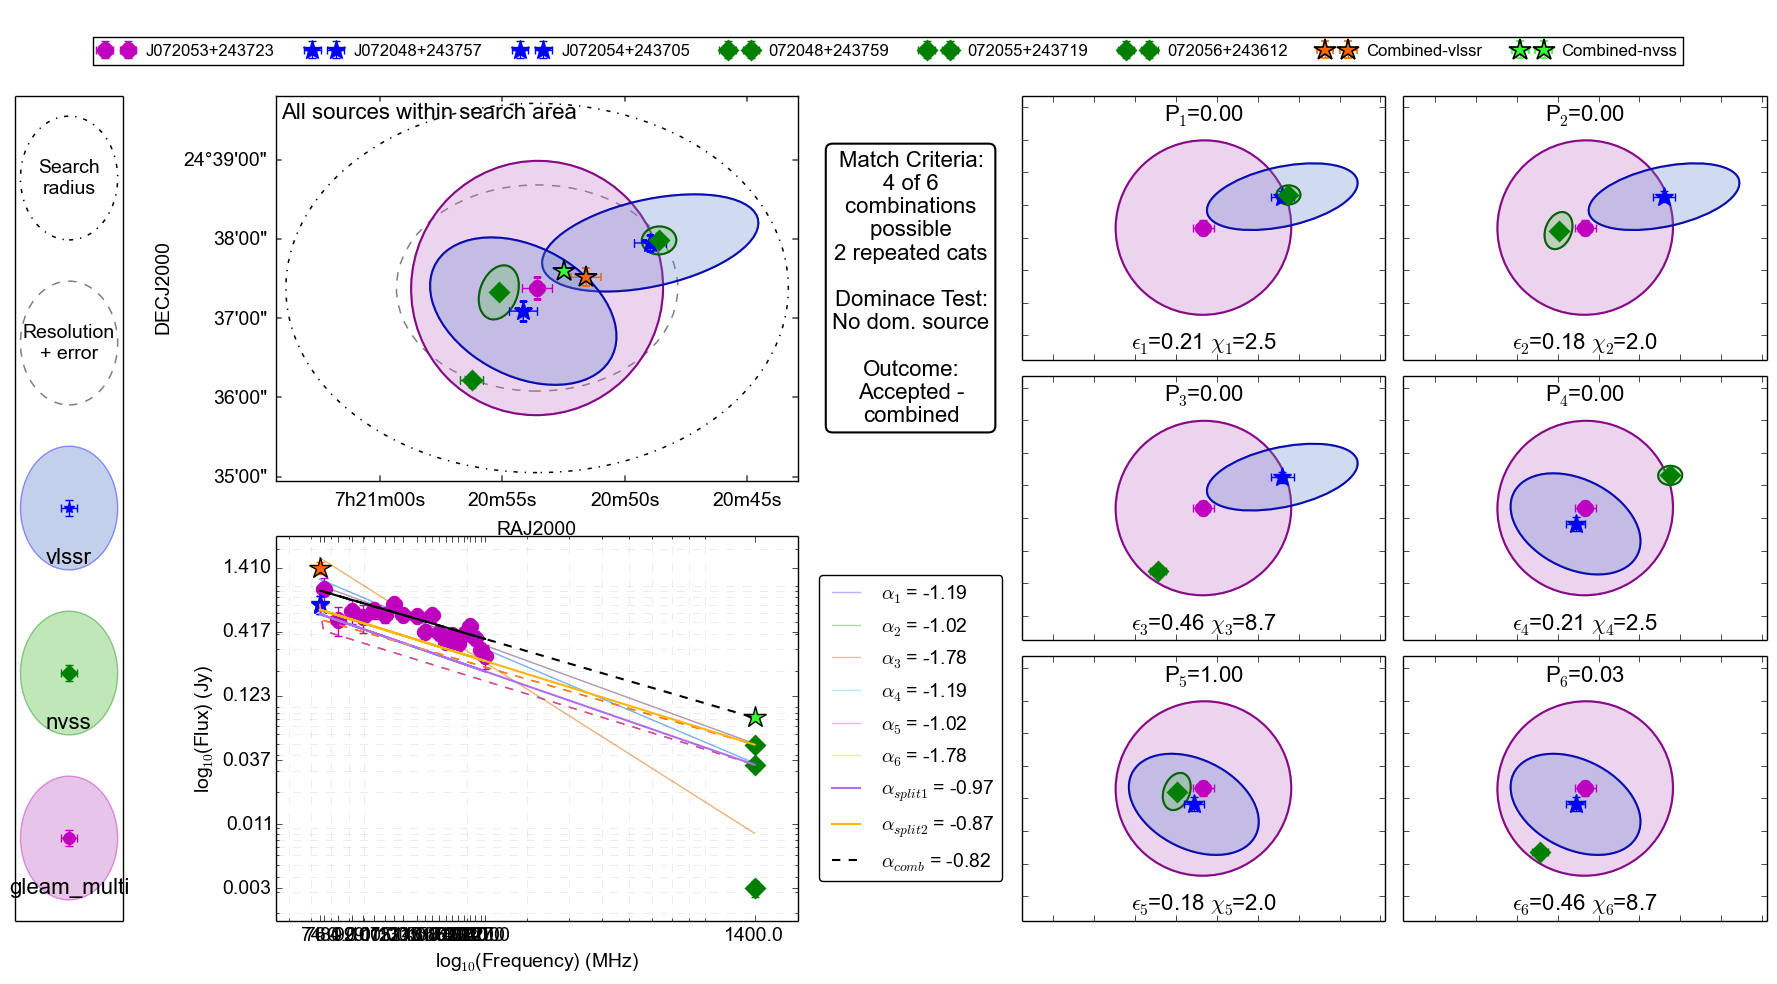 J072053+243723 J072048+243757 J072054+243705 072048+243759 072055+243719 072056+243612 Combined-vlssr Combined-nvss
Search
radius
Resolution
+ error
vlssr
nvss
gleam_multi
All sources within search area
DECJ2000
24°39'00"
38'00"
37'00"
36'00"
35'00"
7h21m00s 20m55s 20m50s 20m45s
RAJ2000
Match Criteria:
4 of 6
combinations
possible
2 repeated cats
Dominace Test:
No dom. source
Outcome:
Accepted -
combined
log10(Flux) (Jy)
1.410
0.417
0.123
0.037
0.011
0.003
1400.0
log10(Frequency) (MHz)
α1 = -1.19
α2 = -1.02
α3 = -1.78
α4 = -1.19
α5 = -1.02
α6 = -1.78
αsplit1 = -0.97
αsplit2 = -0.87
αcomb = -0.82
P1=0.00
ϵ1=0.21 χ1=2.5
P2=0.00
ϵ2=0.18 χ2=2.0
P3=0.00
ϵ3=0.46 χ3=8.7
P4=0.00
ϵ4=0.21 χ4=2.5
P5=1.00
ϵ5=0.18 χ5=2.0
P6=0.03
ϵ6=0.46 χ6=8.7